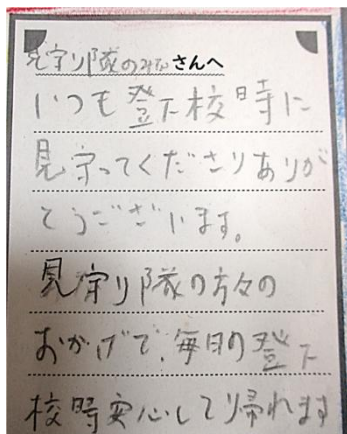 見守り隊のみなさんへ
いつも登下校時に
見守ってくださりありが
とうございます。
見守り隊の方々の
おかげで、毎日の登下
校時安心して帰れます